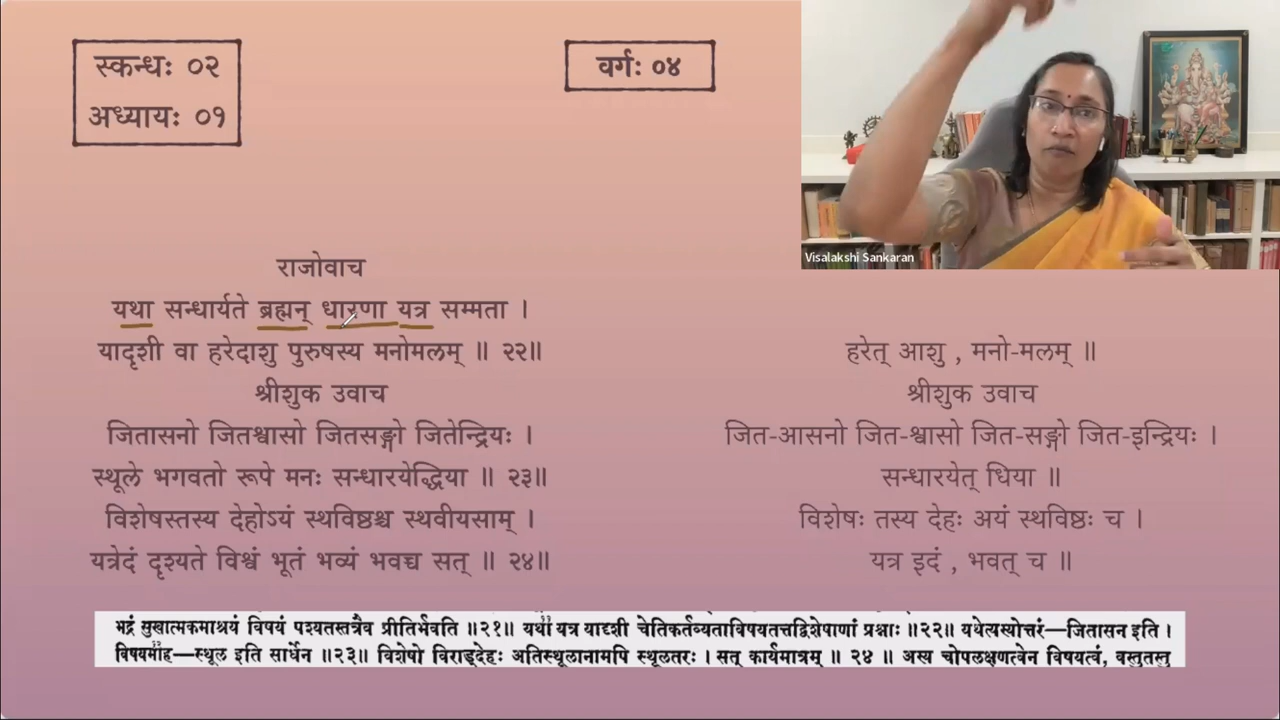 स्कन्धः ०२
अध्यायः ०१
वर्गः ०४
Visalakshi Sankaran
राजोवाच
यथा सन्धार्यते ब्रह्मन् धारणा यत्र सम्मता ।
यादृशी वा हरेदाशु पुरुषस्य मनोमलम् ॥ २२॥
श्रीशुक उवाच
जितासनो जितश्वासो जितसङ्गो जितेन्द्रियः ।
स्थूले भगवतो रूपे मनः सन्धारयेद्धिया ॥ २३॥
विशेषस्तस्य देहोऽयं स्थविष्ठश्च स्थवीयसाम् ।
यत्रेदं दृश्यते विश्वं भूतं भव्यं भवच्च सत् ॥ २४॥
हरेत् आशु , मनो-मलम् ॥
श्रीशुक उवाच
जित-आसनो जित-श्वासो जित-सङ्गो जित-इन्द्रियः ।
सन्धारयेत् धिया ॥
विशेषः तस्य देहः अयं स्थविष्ठः च ।
यत्र इदं , भवत् च ॥
भद्रं सुखात्मकमाश्रयं विषयं पश्यतस्तत्रैव प्रीतिर्भवति ॥२१॥ यथा यत्र यादृशी चेतिकर्तव्यताविषयतद्विशेषाणां प्रश्नाः ॥२२॥ यथेत्यस्योत्तरं—जितासन इति ।
विषयमाह—स्थूल इति सार्धेन ॥२३॥ विशेषो विराड्देहः अतिस्थूलानामपि स्थूलतरः । सत् कार्यमात्रम् ॥ २४ ॥ अस्य चोपलक्षणत्वेन विषयत्वं, वस्तुतस्तु